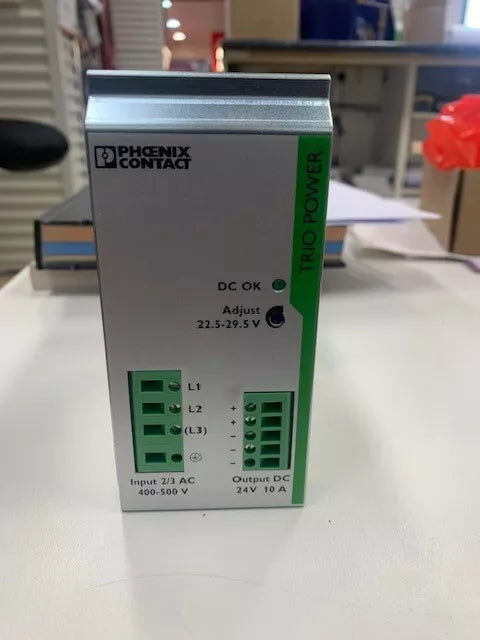 PHŒNIX
CONTACT
TRIO POWER
DC OK
Adjust
22.5-29.5 V
L1
L2
(L3)
+
+
–
–
–
Input 2/3 AC
400-500 V
Output DC
24V 10 A